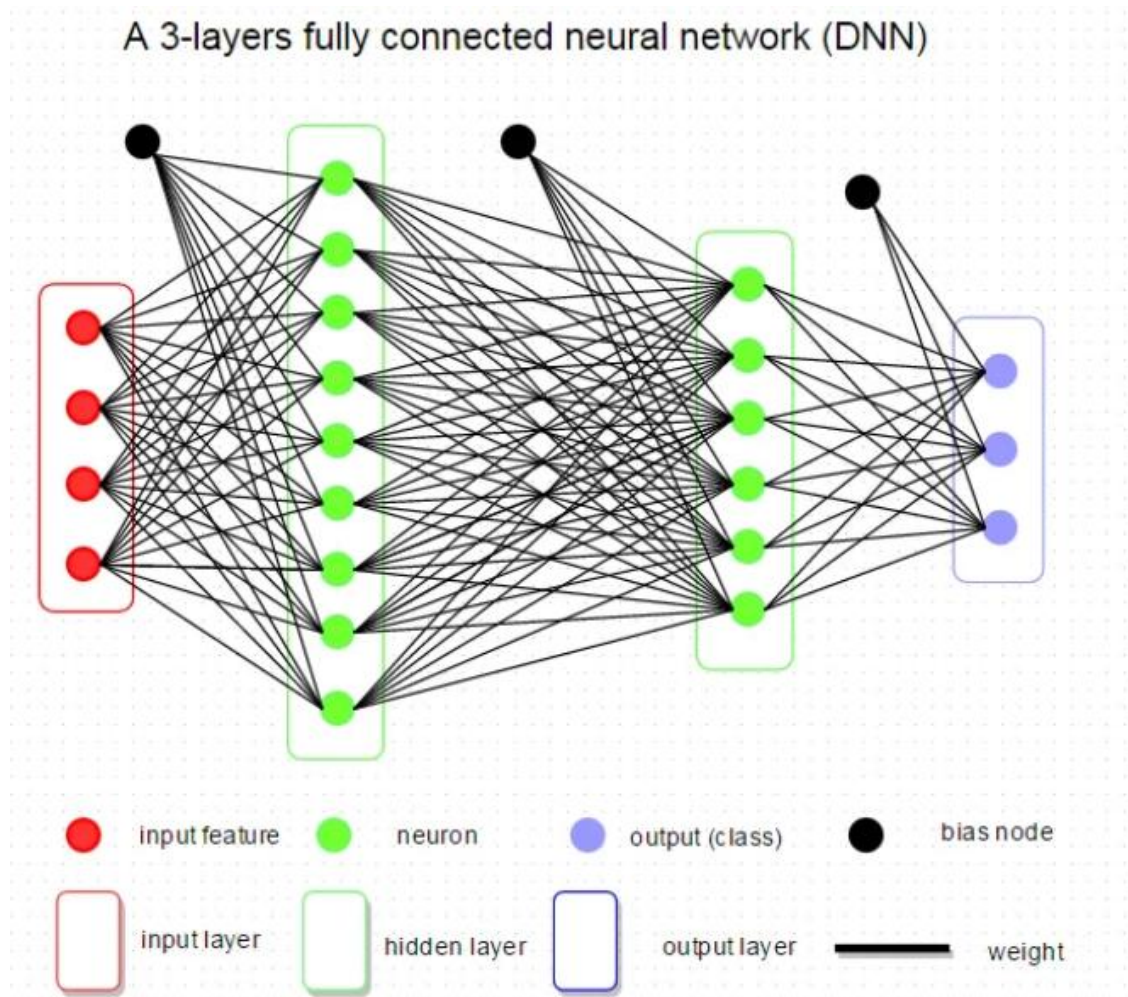 A 3-layers fully connected neural network (DNN)
input feature
neuron
output (class)
bias node
input layer
hidden layer
output layer
weight